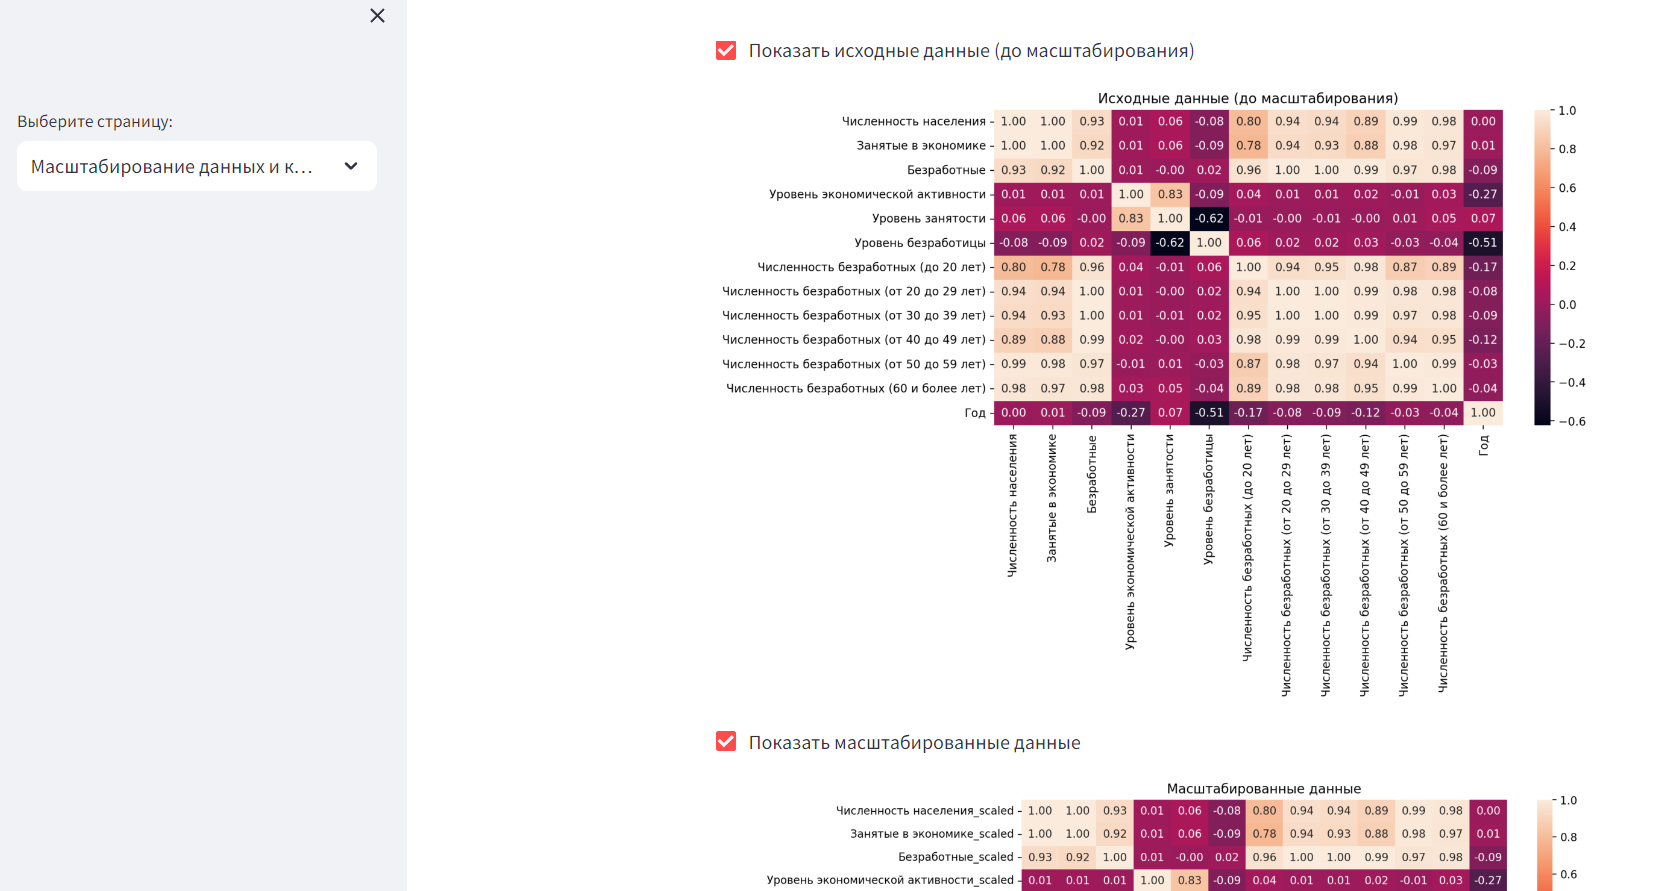 Выберите страницу:
Масштабирование данных и к...
Показать исходные данные (до масштабирования)
Исходные данные (до масштабирования)
Численность населения 1.00 1.00 0.93 0.01 0.06 -0.08 0.80 0.94 0.94 0.89 0.99 0.98 0.00
Занятые в экономике 1.00 1.00 0.92 0.01 0.06 -0.09 0.78 0.94 0.93 0.88 0.98 0.97 0.01
Безработные 0.93 0.92 1.00 0.01 -0.00 0.02 0.96 1.00 1.00 0.99 0.97 0.98 -0.09
Уровень экономической активности 0.01 0.01 0.01 1.00 0.83 -0.09 0.04 0.01 0.01 0.02 -0.01 0.03 -0.27
Уровень занятости 0.06 0.06 -0.00 0.83 1.00 -0.62 -0.01 -0.00 -0.01 -0.00 0.01 0.05 0.07
Уровень безработицы -0.08 -0.09 0.02 -0.09 -0.62 1.00 0.06 0.02 0.02 0.03 -0.03 -0.04 -0.51
Численность безработных (до 20 лет) 0.80 0.78 0.96 0.04 -0.01 0.06 1.00 0.94 0.95 0.98 0.87 0.89 -0.17
Численность безработных (от 20 до 29 лет) 0.94 0.94 1.00 0.01 -0.00 0.02 0.94 1.00 1.00 0.99 0.98 0.98 -0.08
Численность безработных (от 30 до 39 лет) 0.94 0.93 1.00 0.01 -0.01 0.02 0.95 1.00 1.00 0.99 0.97 0.98 -0.09
Численность безработных (от 40 до 49 лет) 0.89 0.88 0.99 0.02 -0.00 0.03 0.98 0.99 0.99 1.00 0.94 0.95 -0.12
Численность безработных (от 50 до 59 лет) 0.99 0.98 0.97 -0.01 0.01 -0.03 0.87 0.98 0.97 0.94 1.00 0.99 -0.03
Численность безработных (60 и более лет) 0.98 0.97 0.98 0.03 0.05 -0.04 0.89 0.98 0.98 0.95 0.99 1.00 -0.04
Год 0.00 0.01 -0.09 -0.27 0.07 -0.51 -0.17 -0.08 -0.09 -0.12 -0.03 -0.04 1.00
Численность населения
Занятые в экономике
Безработные
Уровень экономической активности
Уровень занятости
Уровень безработицы
Численность безработных (до 20 лет)
Численность безработных (от 20 до 29 лет)
Численность безработных (от 30 до 39 лет)
Численность безработных (от 40 до 49 лет)
Численность безработных (от 50 до 59 лет)
Численность безработных (60 и более лет)
Год
1.0
0.8
0.6
0.4
0.2
0.0
−0.2
−0.4
−0.6
Показать масштабированные данные
Масштабированные данные
Численность населения_scaled 1.00 1.00 0.93 0.01 0.06 -0.08 0.80 0.94 0.94 0.89 0.99 0.98 0.00
Занятые в экономике_scaled 1.00 1.00 0.92 0.01 0.06 -0.09 0.78 0.94 0.93 0.88 0.98 0.97 0.01
Безработные_scaled 0.93 0.92 1.00 0.01 -0.00 0.02 0.96 1.00 1.00 0.99 0.97 0.98 -0.09
Уровень экономической активности_scaled 0.01 0.01 0.01 1.00 0.83 -0.09 0.04 0.01 0.01 0.02 -0.01 0.03 -0.27
1.0
0.8
0.6